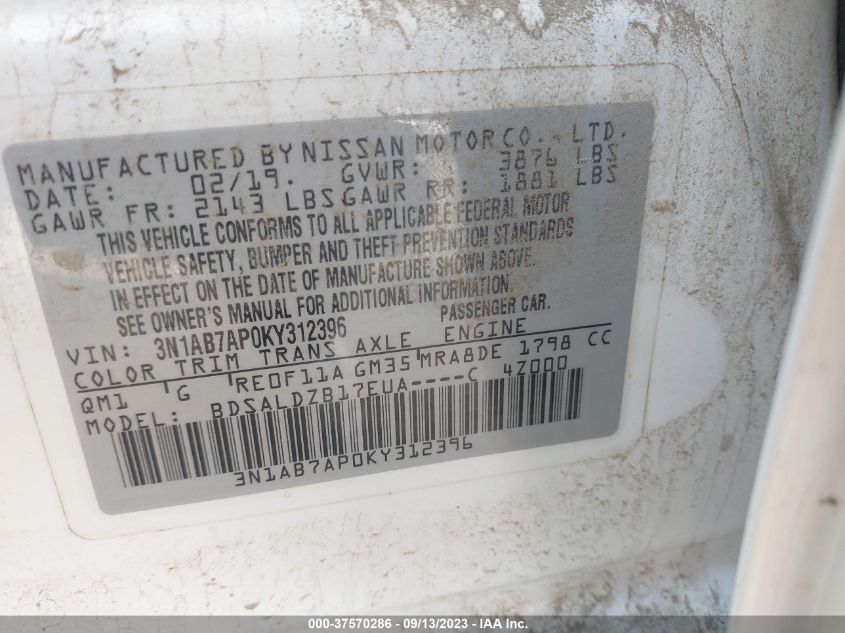 MANUFACTURED BY NISSAN MOTOR CO., LTD.
DATE: 02/19. GVWR: 3876 LBS
GAWR FR: 2143 LBS GAWR RR: 1881 LBS
THIS VEHICLE CONFORMS TO ALL APPLICABLE FEDERAL MOTOR
VEHICLE SAFETY, BUMPER AND THEFT PREVENTION STANDARDS
IN EFFECT ON THE DATE OF MANUFACTURE SHOWN ABOVE.
SEE OWNER'S MANUAL FOR ADDITIONAL INFORMATION.
VIN: 3N1AB7AP0KY312396 PASSENGER CAR.
COLOR TRIM TRANS AXLE ENGINE
QM1 G RE0F11A GM35 MRA8DE 1798 CC
MODEL: BDSALDZB17EUA----C 4Z000
3N1AB7AP0KY312396
000-37570286 - 09/13/2023 - IAA, Inc.